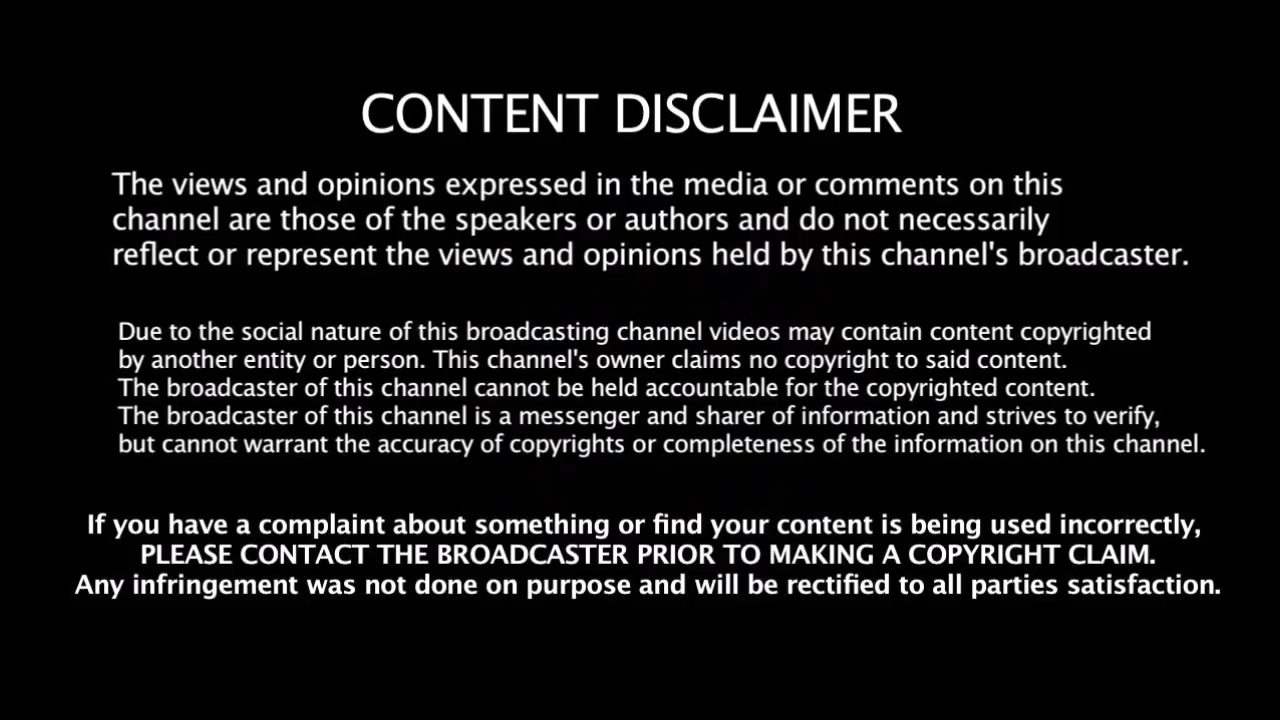 CONTENT DISCLAIMER
The views and opinions expressed in the media or comments on this
channel are those of the speakers or authors and do not necessarily
reflect or represent the views and opinions held by this channel's broadcaster.
Due to the social nature of this broadcasting channel videos may contain content copyrighted
by another entity or person. This channel's owner claims no copyright to said content.
The broadcaster of this channel cannot be held accountable for the copyrighted content.
The broadcaster of this channel is a messenger and sharer of information and strives to verify,
but cannot warrant the accuracy of copyrights or completeness of the information on this channel.
If you have a complaint about something or find your content is being used incorrectly,
PLEASE CONTACT THE BROADCASTER PRIOR TO MAKING A COPYRIGHT CLAIM.
Any infringement was not done on purpose and will be rectified to all parties satisfaction.